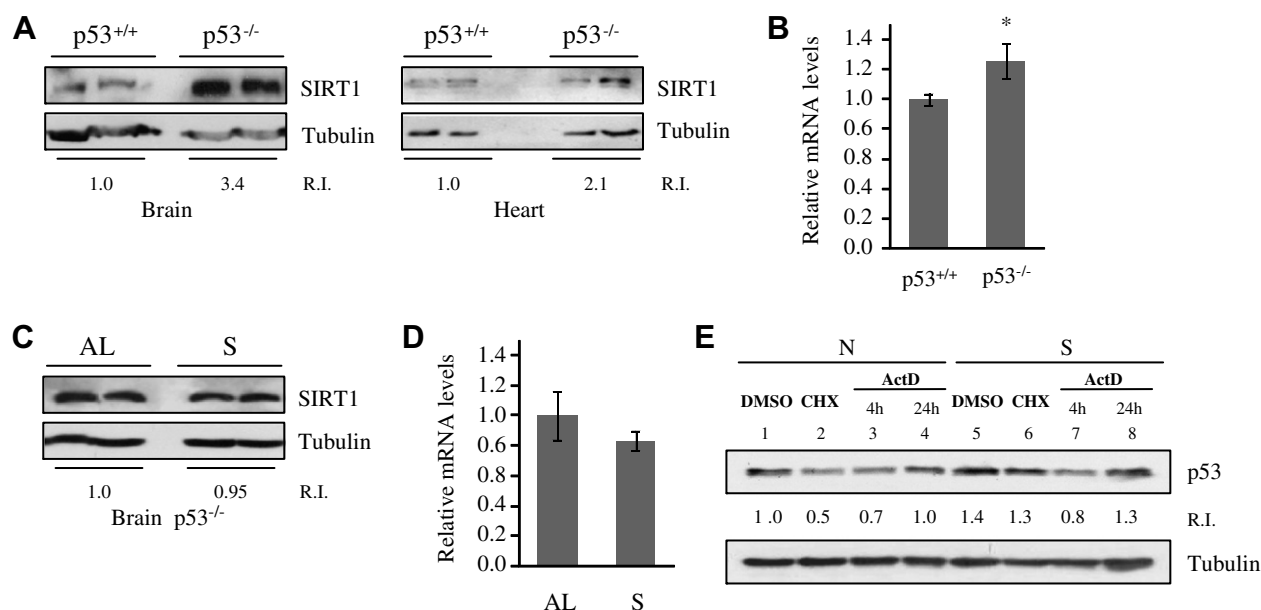 A
p53+/+ p53-/-
SIRT1
Tubulin
1.0 3.4 R.I.
Brain
p53+/+ p53-/-
SIRT1
Tubulin
1.0 2.1 R.I.
Heart
B
*
Relative mRNA levels
1.4
1.2
1.0
0.6
1.4
1.2
0.0
p53+/+ p53-/-
C
AL S
SIRT1
Tubulin
1.0 0.95 R.I.
Brain p53-/-
D
Relative mRNA levels
1.4
1.2
1.0
0.6
0.8
0.4
0.2
0.0
AL S
E
N S
ActD ActD
DMSO CHX 4h 24h DMSO CHX 4h 24h
1 2 3 4 5 6 7 8
p53
1.0 0.5 0.7 1.0 1.4 1.3 0.8 1.3 R.I.
Tubulin